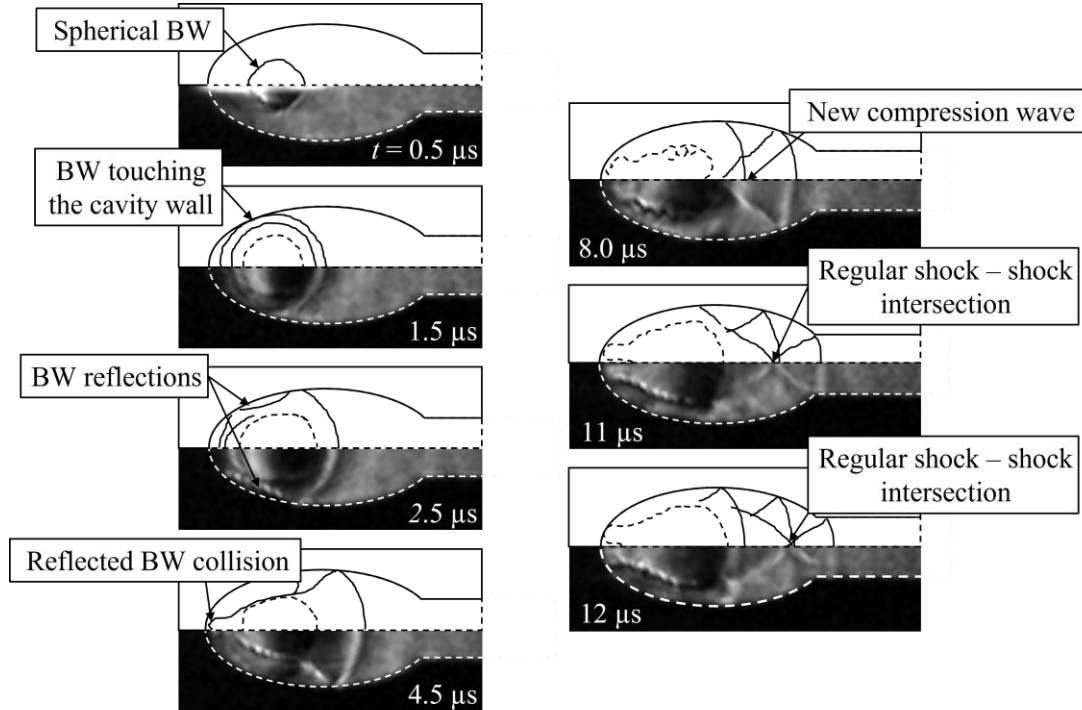 Spherical BW
t = 0.5 μs
BW touching
the cavity wall
1.5 μs
BW reflections
2.5 μs
Reflected BW collision
4.5 μs
New compression wave
8.0 μs
Regular shock – shock
intersection
11 μs
Regular shock – shock
intersection
12 μs